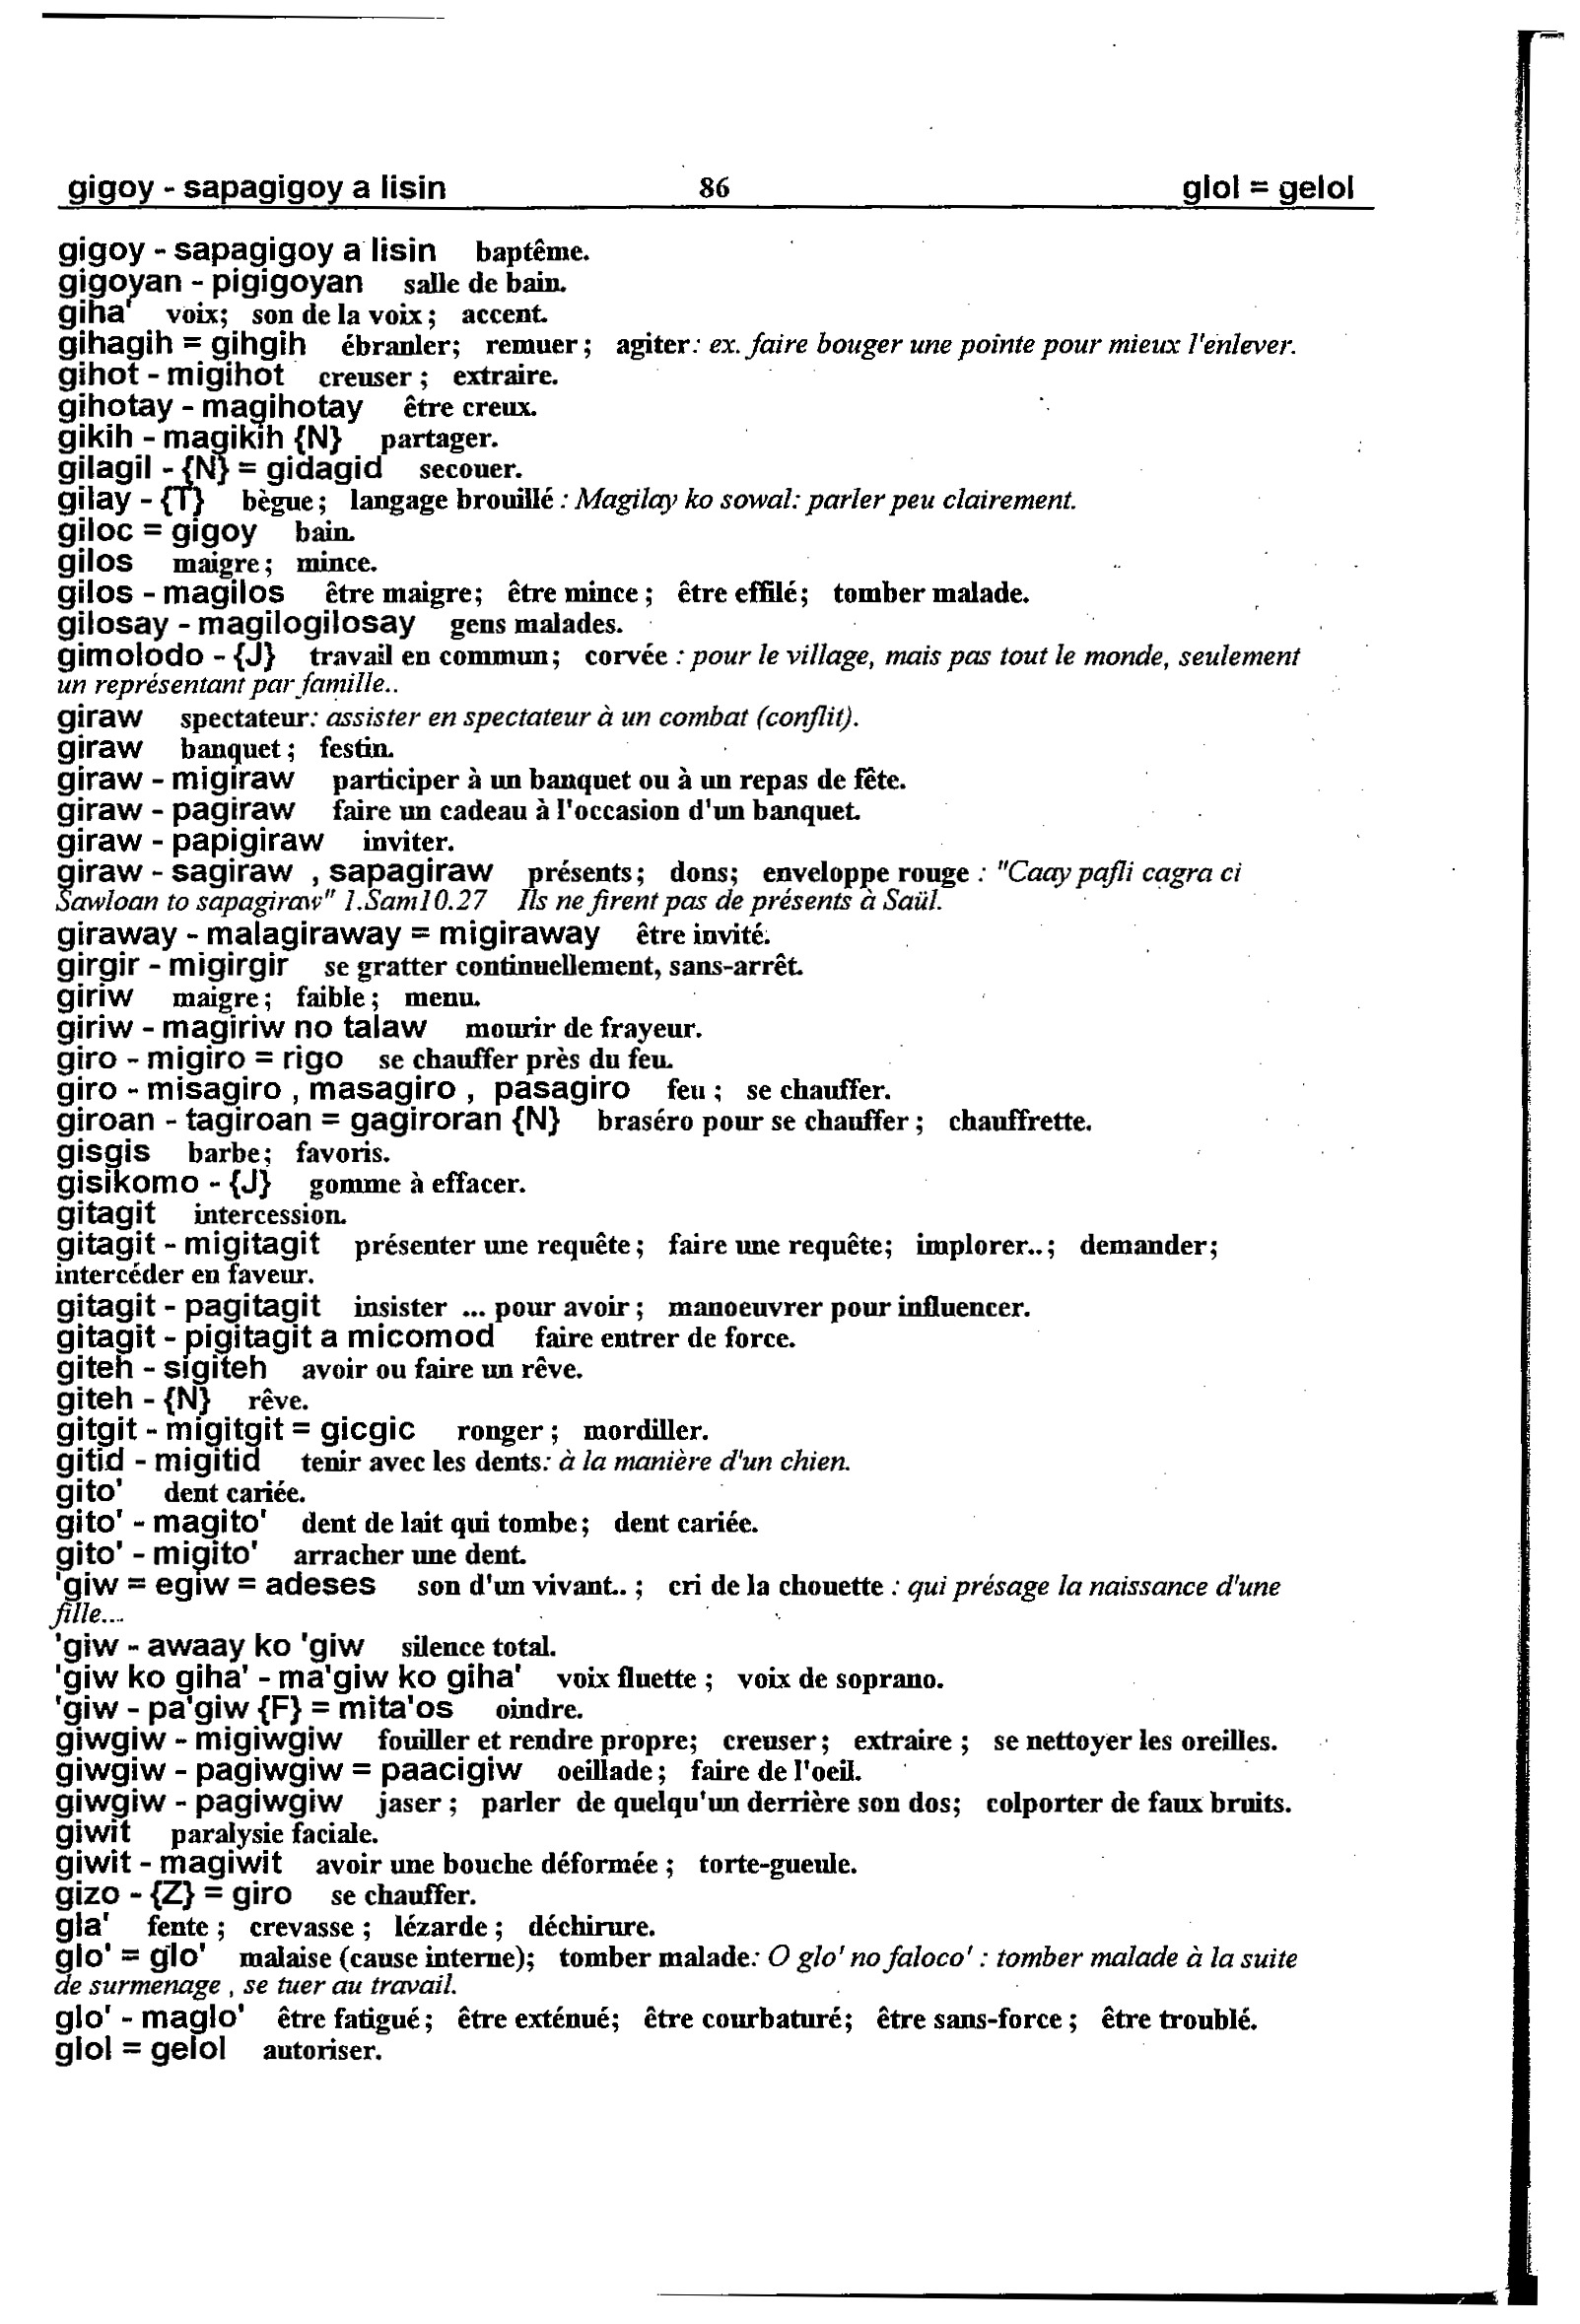 gigoy - sapagigoy a lisin 86 glol = gelol
gigoy - sapagigoy a lisin baptême.
gigoyan - pigigoyan salle de bain.
giha' voix; son de la voix ; accent.
gihagih = gihgih ébranler; remuer ; agiter: ex. faire bouger une pointe pour mieux l'enlever.
gihot - migihot creuser ; extraire.
gihotay - magihotay être creux.
gikih - magikih {N} partager.
gilagil - {N} = gidagid secouer.
gilay - {T} bègue ; langage brouillé : Magilay ko sowal: parler peu clairement.
giloc = gigoy bain.
gilos maigre ; mince.
gilos - magilos être maigre; être mince ; être effilé; tomber malade.
gilosay - magilogilosay gens malades.
gimolodo - {J} travail en commun; corvée : pour le village, mais pas tout le monde, seulement
un représentant par famille..
giraw spectateur: assister en spectateur à un combat (conflit).
giraw banquet ; festin.
giraw - migiraw participer à un banquet ou à un repas de fête.
giraw - pagiraw faire un cadeau à l'occasion d'un banquet.
giraw - papigiraw inviter.
giraw - sagiraw , sapagiraw présents; dons; enveloppe rouge : "Caay pafli cagra ci
Sawloan to sapagiraw" 1.Sam10.27 Ils ne firent pas de présents à Saül.
giraway - malagiraway = migiraway être invité.
girgir - migirgir se gratter continuellement, sans-arrêt.
giriw maigre ; faible ; menu.
giriw - magiriw no talaw mourir de frayeur.
giro - migiro = rigo se chauffer près du feu.
giro - misagiro , masagiro , pasagiro feu ; se chauffer.
giroan - tagiroan = gagiroran {N} braséro pour se chauffer ; chauffrette.
gisgis barbe; favoris.
gisikomo - {J} gomme à effacer.
gitagit intercession.
gitagit - migitagit présenter une requête ; faire une requête; implorer..; demander;
intercéder en faveur.
gitagit - pagitagit insister ... pour avoir ; manoeuvrer pour influencer.
gitagit - pigitagit a micomod faire entrer de force.
giteh - sigiteh avoir ou faire un rêve.
giteh - {N} rêve.
gitgit - migitgit = gicgic ronger ; mordiller.
gitid - migitid tenir avec les dents: à la manière d'un chien.
gito' dent cariée.
gito' - magito' dent de lait qui tombe; dent cariée.
gito' - migito' arracher une dent.
'giw = egiw = adeses son d'un vivant.. ; cri de la chouette : qui présage la naissance d'une
fille...
'giw - awaay ko 'giw silence total.
'giw ko giha' - ma'giw ko giha' voix fluette ; voix de soprano.
'giw - pa'giw {F} = mita'os oindre.
giwgiw - migiwgiw fouiller et rendre propre; creuser ; extraire ; se nettoyer les oreilles.
giwgiw - pagiwgiw = paacigiw oeillade ; faire de l'oeil.
giwgiw - pagiwgiw jaser ; parler de quelqu'un derrière son dos; colporter de faux bruits.
giwit paralysie faciale.
giwit - magiwit avoir une bouche déformée ; torte-gueule.
gizo - {Z} = giro se chauffer.
gla' fente ; crevasse ; lézarde ; déchirure.
glo' = g̈lo' malaise (cause interne); tomber malade: O glo' no faloco' : tomber malade à la suite
de surmenage , se tuer au travail.
glo' - maglo' être fatigué ; être exténué; être courbaturé; être sans-force ; être troublé.
glol = gelol autoriser.